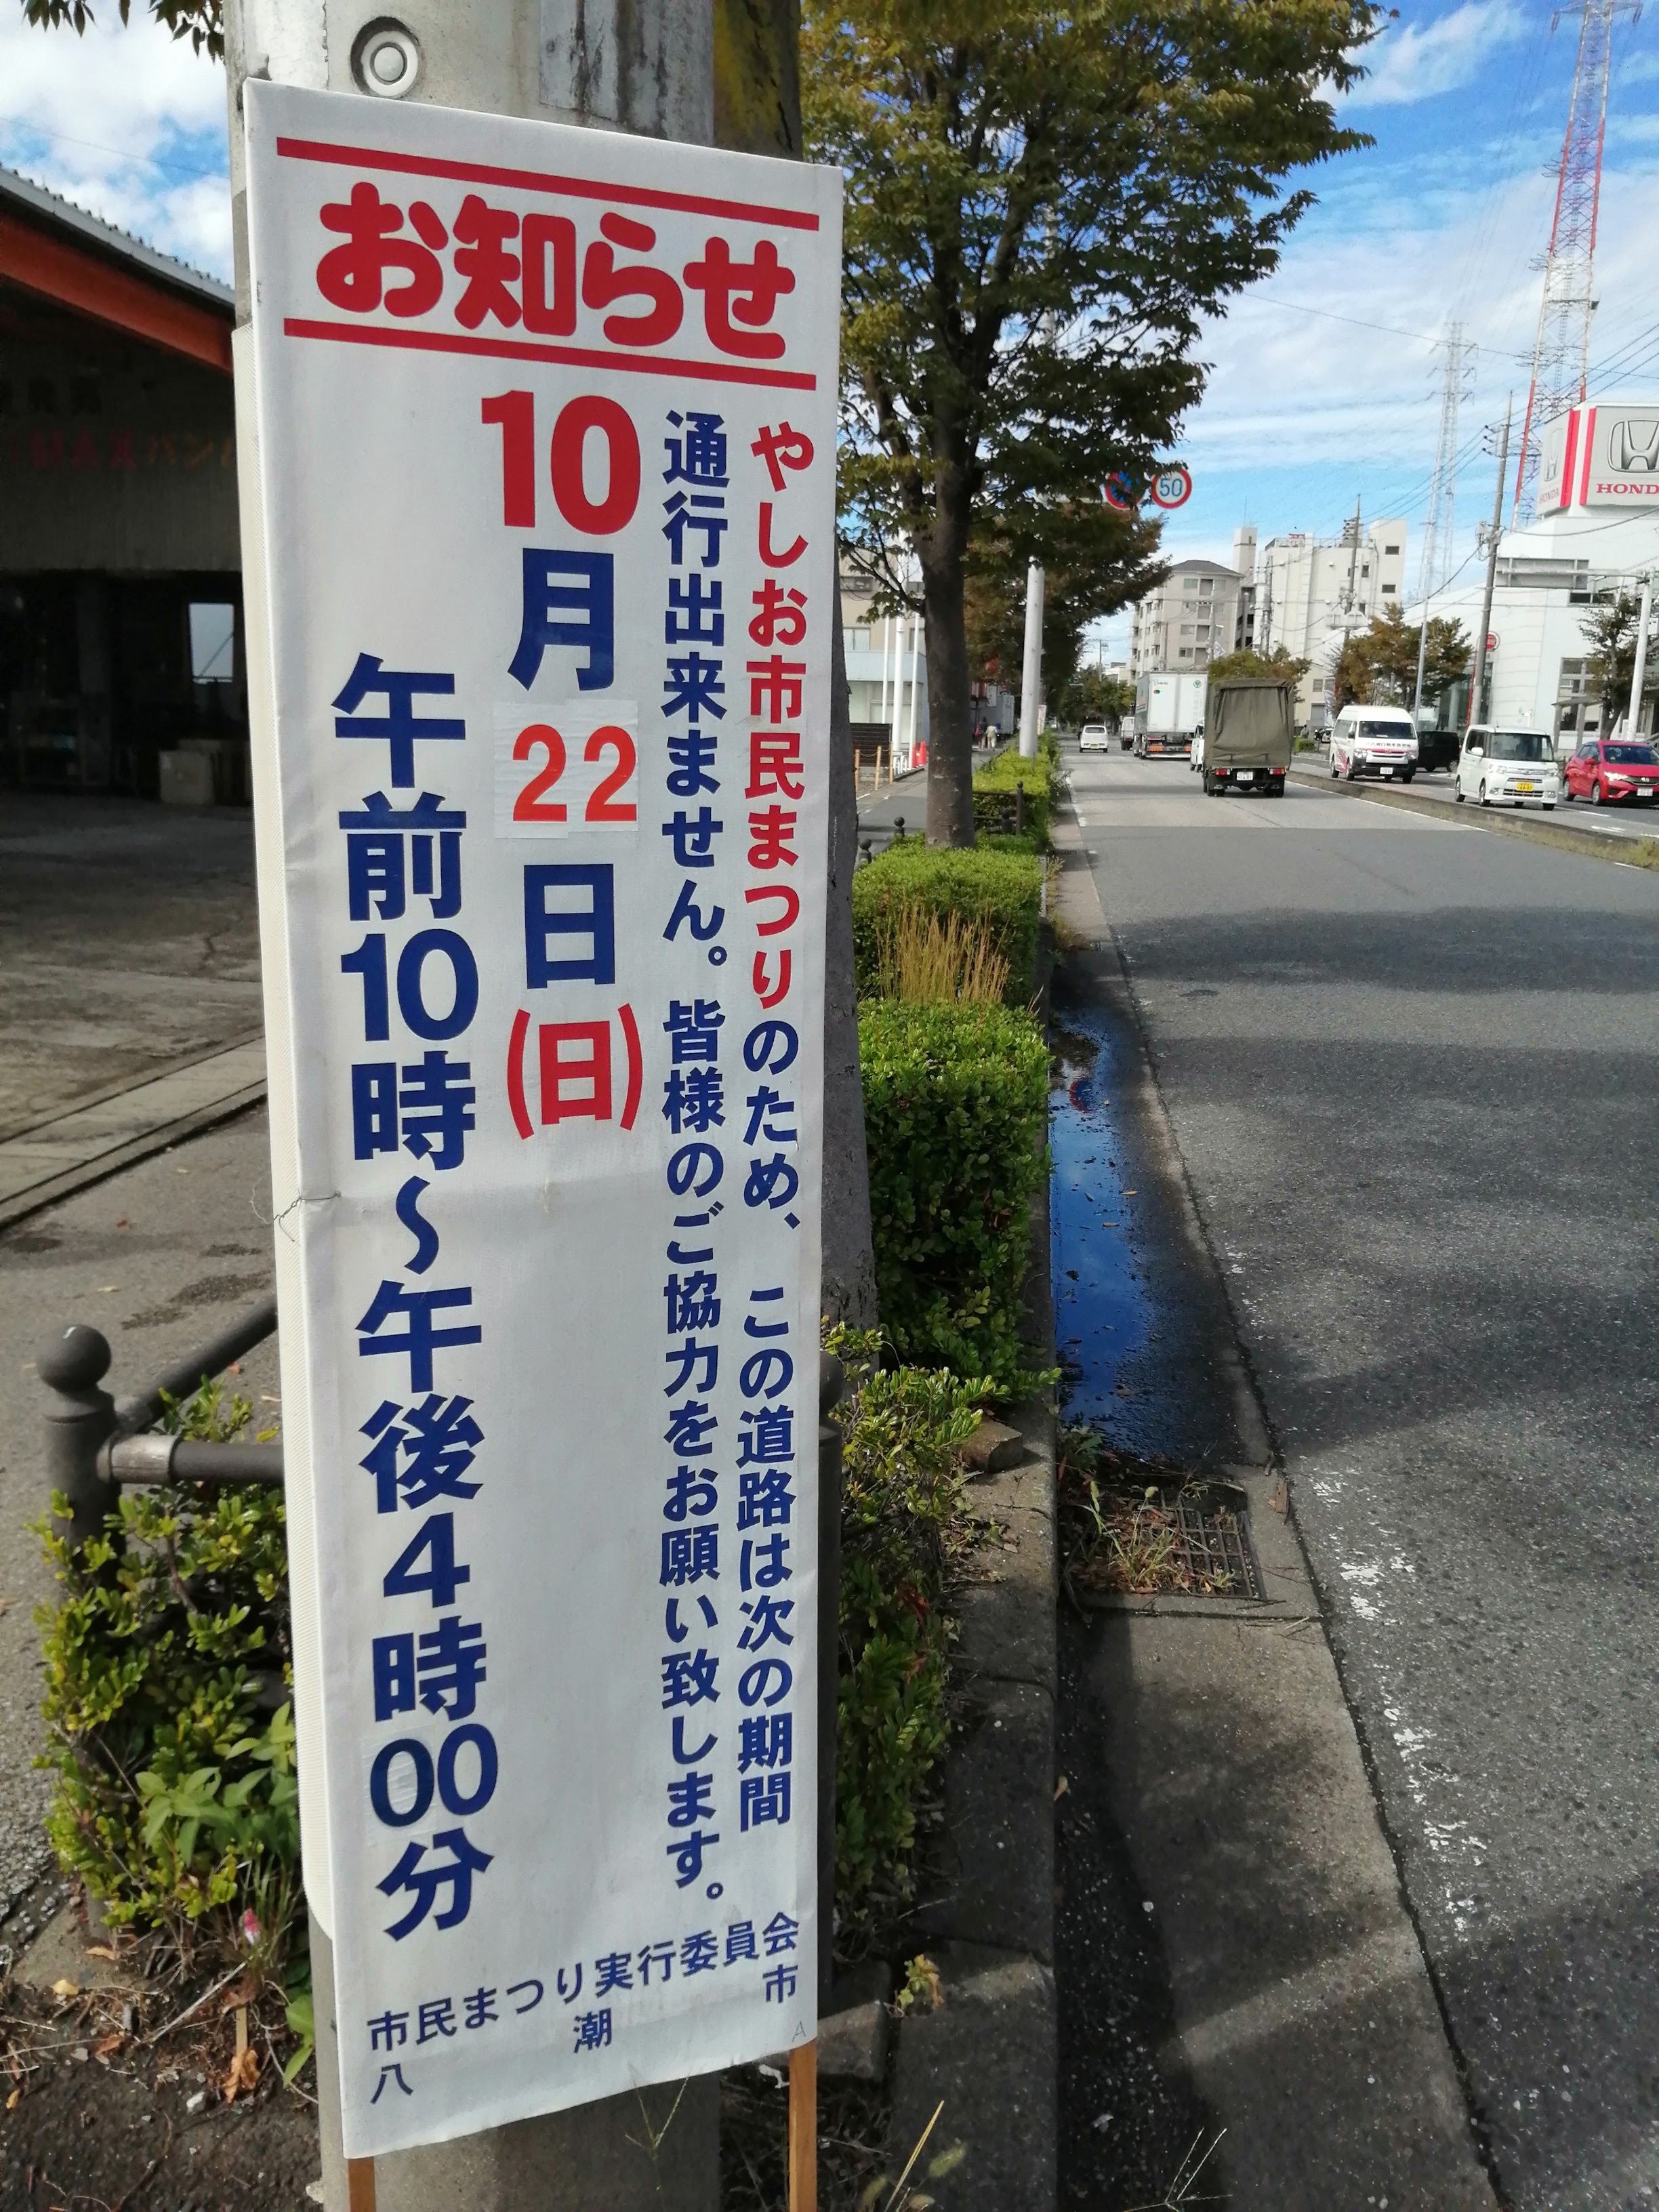 お知らせ
やしお市民まつりのため、この道路は次の期間
通行出来ません。皆様のご協力をお願い致します。
10月22日(日)
午前10時〜午後4時00分
市民まつり実行委員会
八潮市
A
50
HONDA
HOND